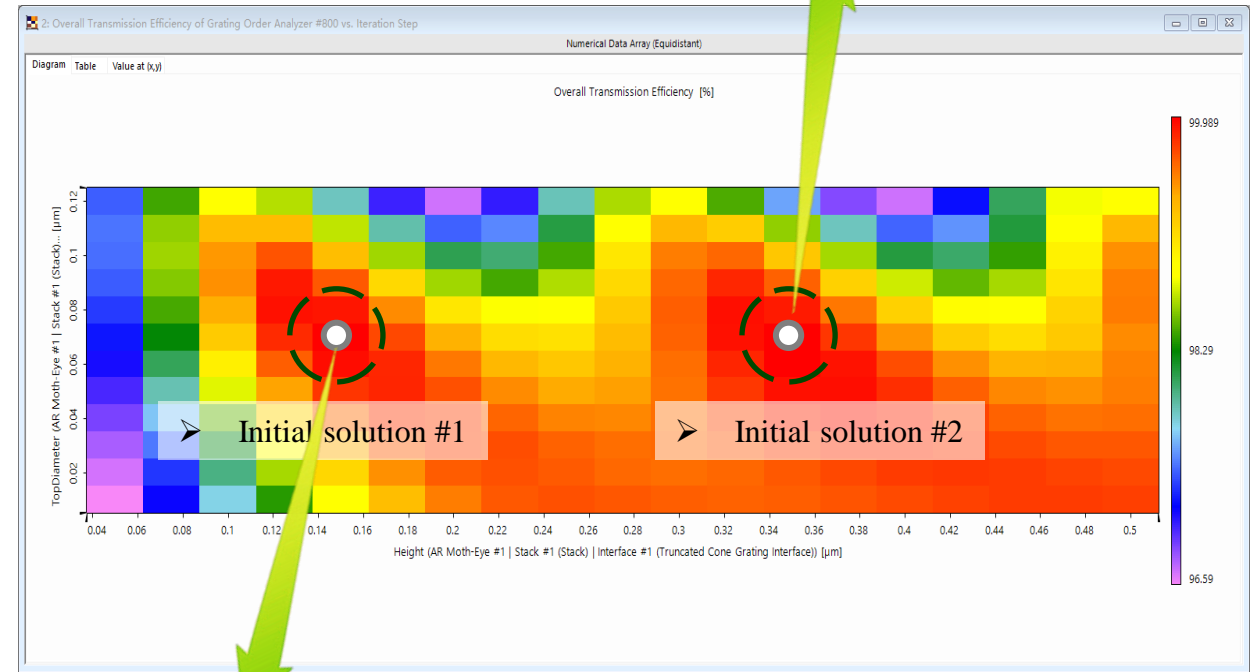 2: Overall Transmission Efficiency of Grating Order Analyzer #800 vs. Iteration Step
Numerical Data Array (Equidistant)
Diagram Table Value at (x,y)
Overall Transmission Efficiency [%]
99.989
98.29
96.59
TopDiameter (AR Moth-Eye #1 | Stack #1 (Stack)... [µm]
0.12
0.1
0.08
0.06
0.04
0.02
➢ Initial solution #1
➢ Initial solution #2
0.04 0.06 0.08 0.1 0.12 0.14 0.16 0.18 0.2 0.22 0.24 0.26 0.28 0.3 0.32 0.34 0.36 0.38 0.4 0.42 0.44 0.46 0.48 0.5
Height (AR Moth-Eye #1 | Stack #1 (Stack) | Interface #1 (Truncated Cone Grating Interface)) [µm]